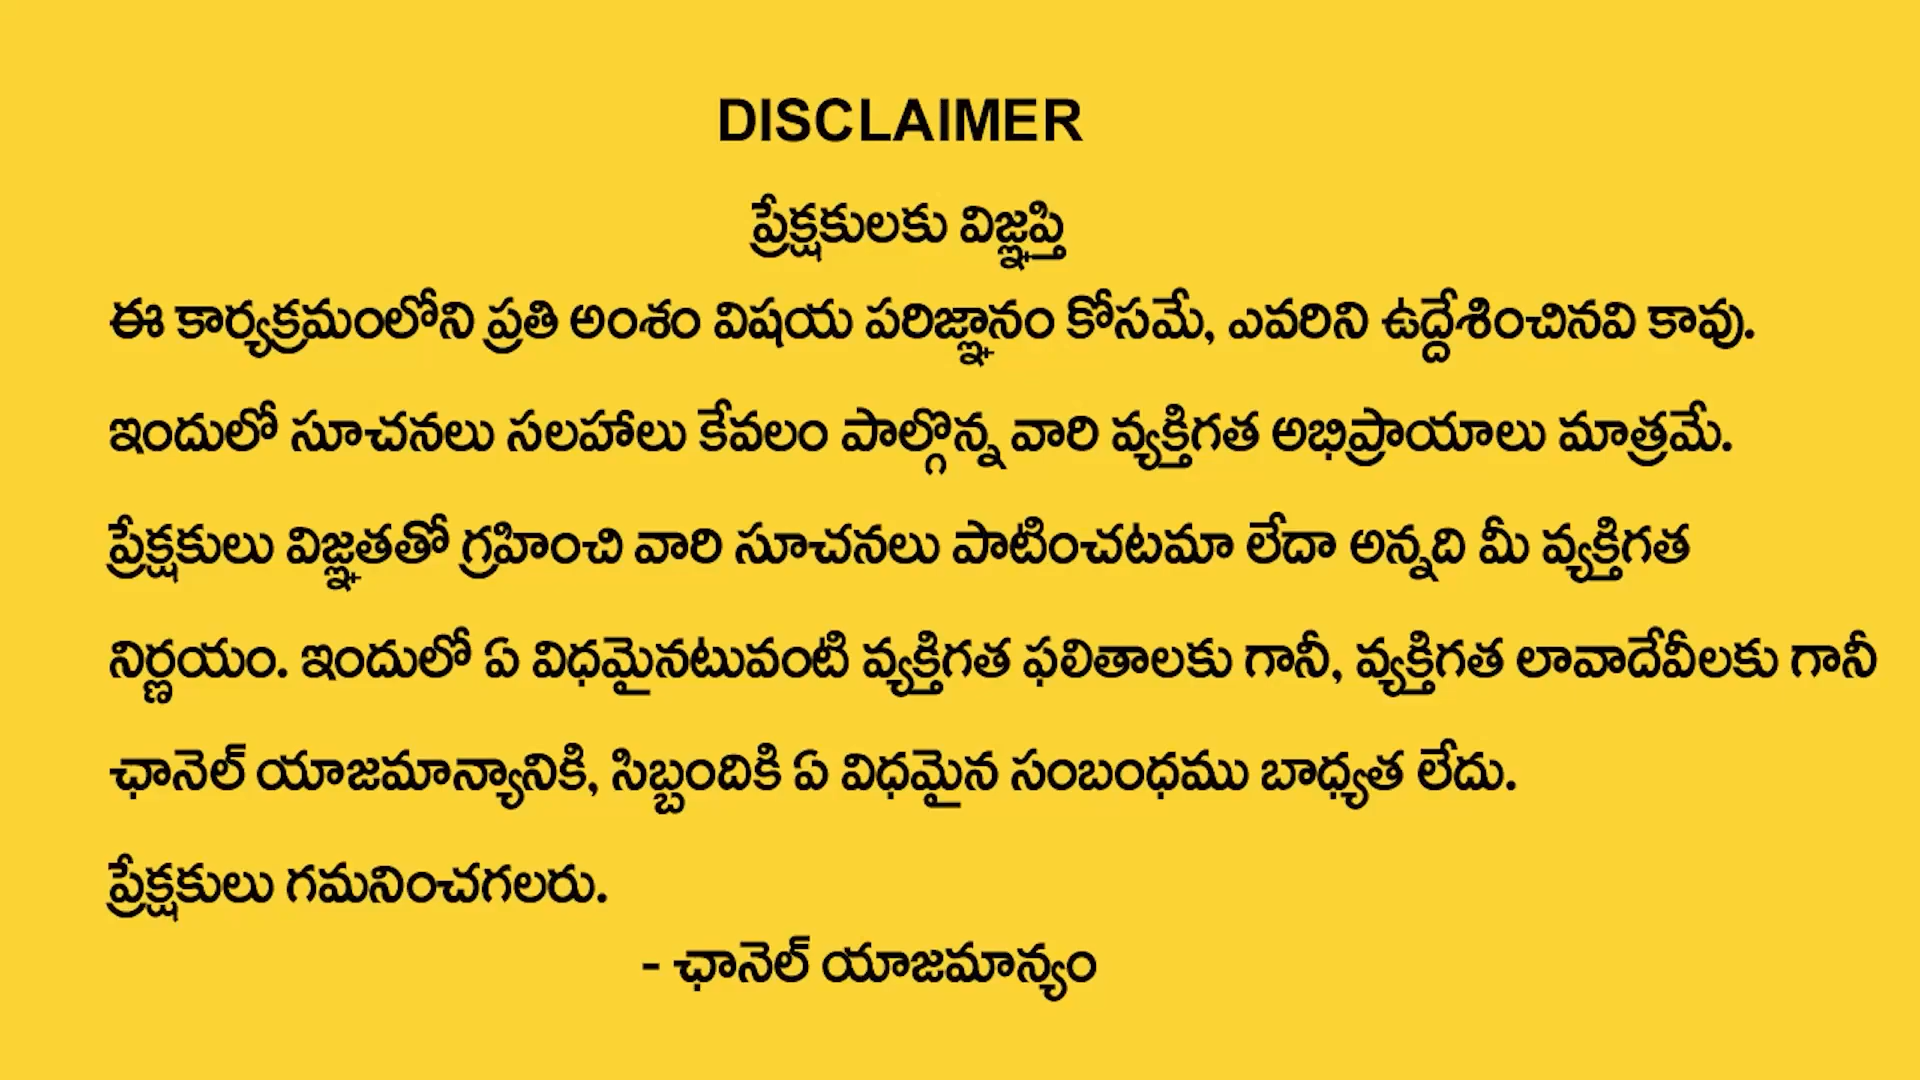 DISCLAIMER
ప్రేక్షకులకు విజ్ఞప్తి
ఈ కార్యక్రమంలోని ప్రతి అంశం విషయ పరిజ్ఞానం కోసమే, ఎవరిని ఉద్దేశించినవి కావు.
ఇందులో సూచనలు సలహాలు కేవలం పాల్గొన్న వారి వ్యక్తిగత అభిప్రాయాలు మాత్రమే.
ప్రేక్షకులు విజ్ఞతతో గ్రహించి వారి సూచనలు పాటించటమా లేదా అన్నది మీ వ్యక్తిగత
నిర్ణయం. ఇందులో ఏ విధమైనటువంటి వ్యక్తిగత ఫలితాలకు గానీ, వ్యక్తిగత లావాదేవీలకు గానీ
ఛానెల్ యాజమాన్యానికి, సిబ్బందికి ఏ విధమైన సంబంధము బాధ్యత లేదు.
ప్రేక్షకులు గమనించగలరు.
- ఛానెల్ యాజమాన్యం